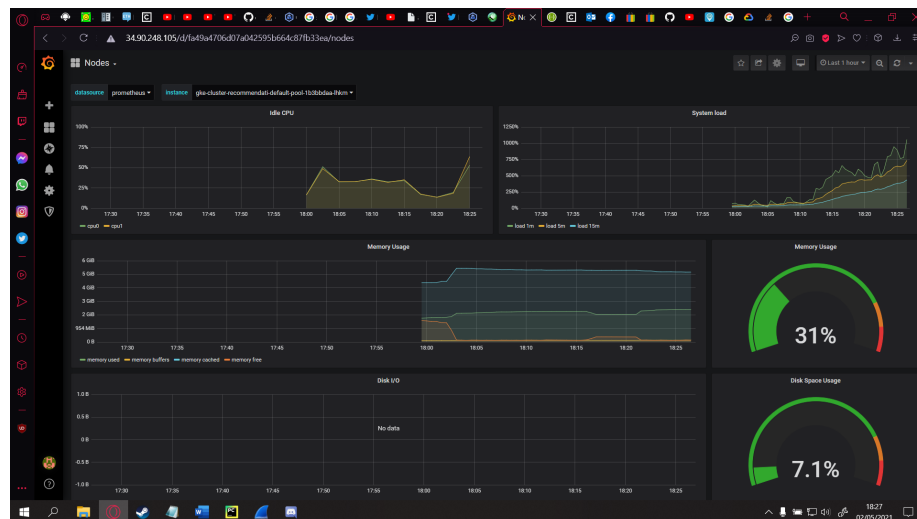 34.90.248.105/d/fa49a4706d07a042595b664c87fb33ea/nodes
Nodes
Last 1 hour
datasource prometheus instance gke-cluster-recommendati-default-pool-1b3bbdaa-lhkm
Idle CPU
100%
75%
50%
25%
0%
17:30 17:35 17:40 17:45 17:50 17:55 18:00 18:05 18:10 18:15 18:20 18:25
cpu0 cpu1
System load
1250%
1000%
750%
500%
250%
0%
17:30 17:35 17:40 17:45 17:50 17:55 18:00 18:05 18:10 18:15 18:20 18:25
load 1m load 5m load 15m
Memory Usage
6 GiB
5 GiB
4 GiB
3 GiB
2 GiB
954 MiB
0 B
17:30 17:35 17:40 17:45 17:50 17:55 18:00 18:05 18:10 18:15 18:20 18:25
memory used memory buffers memory cached memory free
Memory Usage
31%
Disk I/O
1.0 B
0.5 B
0 B
-0.5 B
-1.0 B
No data
17:30 17:35 17:40 17:45 17:50 17:55 18:00 18:05 18:10 18:15 18:20 18:25
Disk Space Usage
7.1%
18:27
02/05/2021